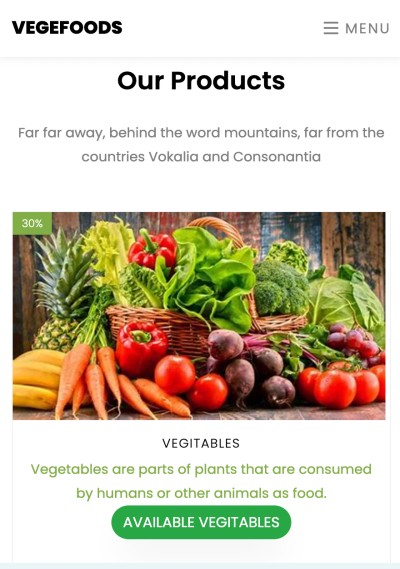 VEGEFOODS
MENU
Our Products
Far far away, behind the word mountains, far from the
countries Vokalia and Consonantia
30%
VEGITABLES
Vegetables are parts of plants that are consumed
by humans or other animals as food.
AVAILABLE VEGITABLES